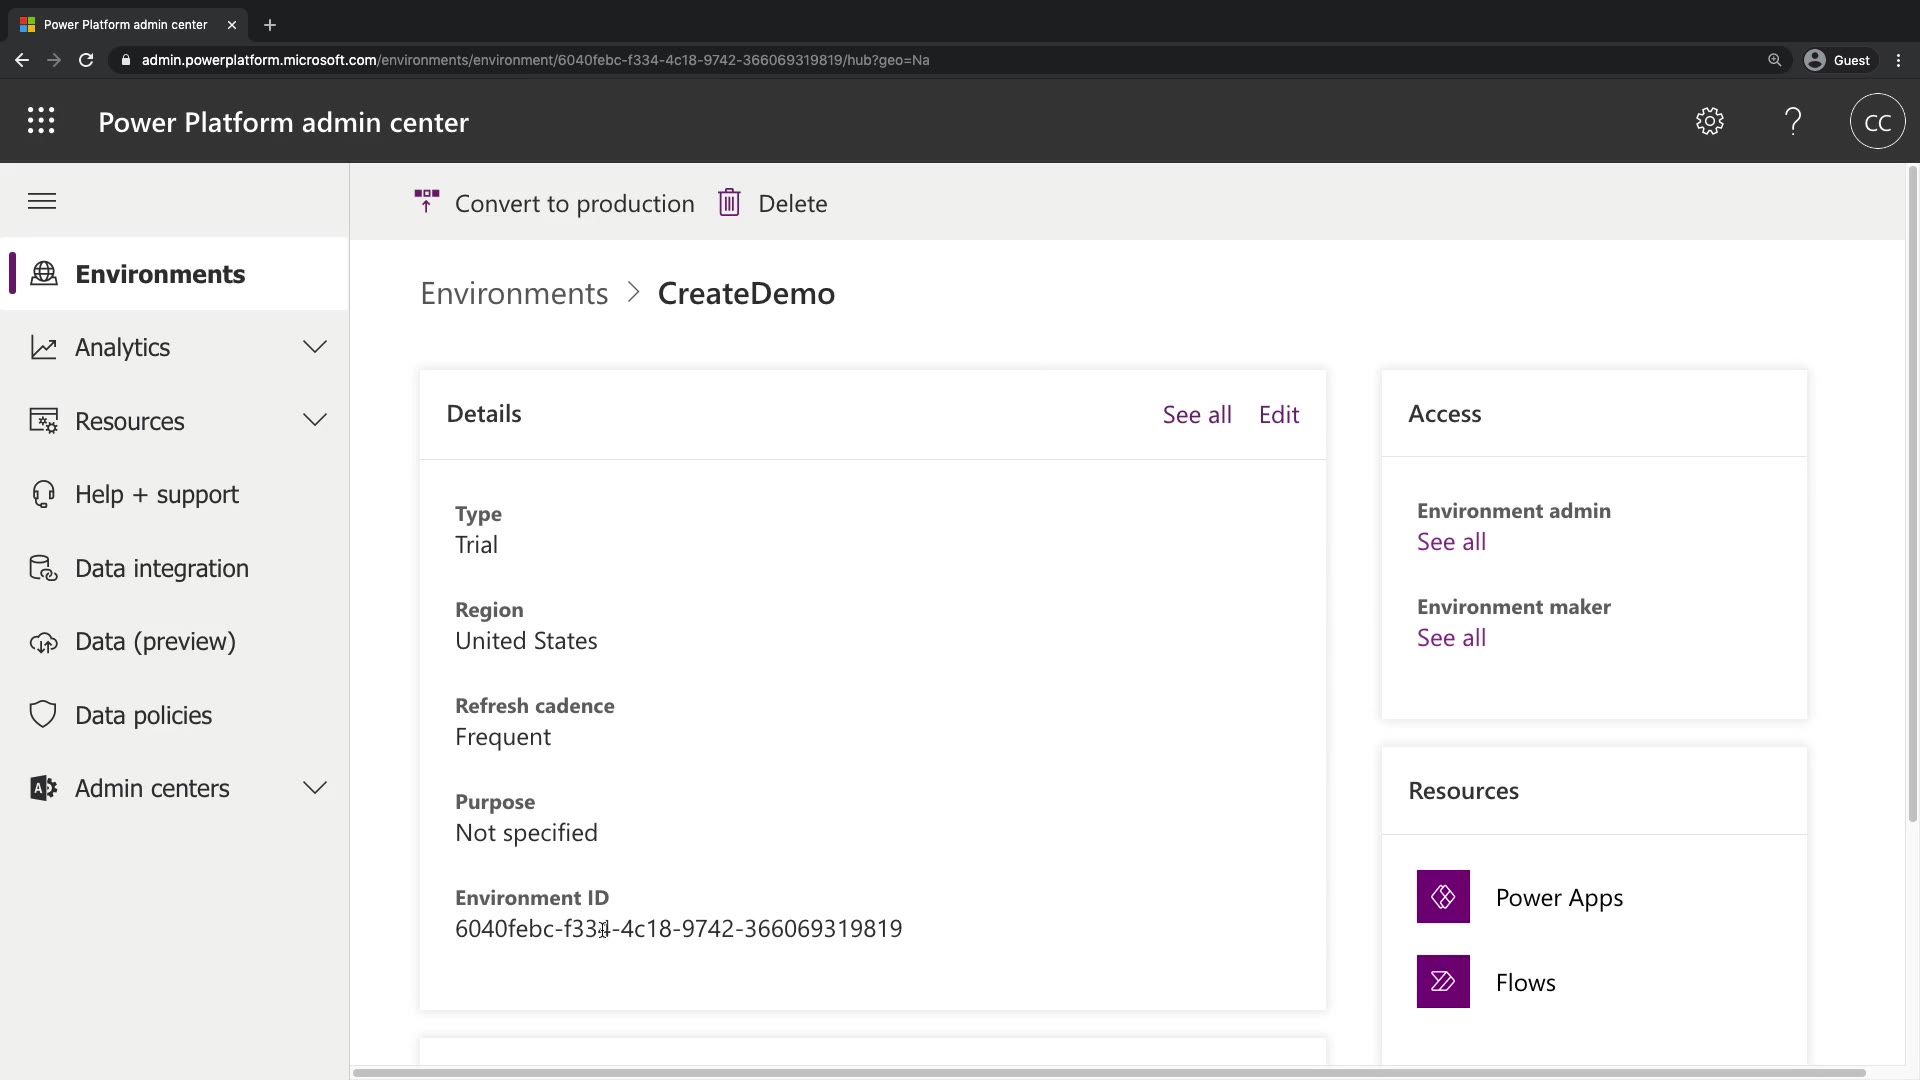 Power Platform admin center
admin.powerplatform.microsoft.com/environments/environment/6040febc-f334-4c18-9742-366069319819/hub?geo=Na
Guest
Power Platform admin center
CC
Convert to production
Delete
Environments
Analytics
Resources
Help + support
Data integration
Data (preview)
Data policies
Admin centers
Environments > CreateDemo
Details
See all
Edit
Type
Trial
Region
United States
Refresh cadence
Frequent
Purpose
Not specified
Environment ID
6040febc-f334-4c18-9742-366069319819
Access
Environment admin
See all
Environment maker
See all
Resources
Power Apps
Flows